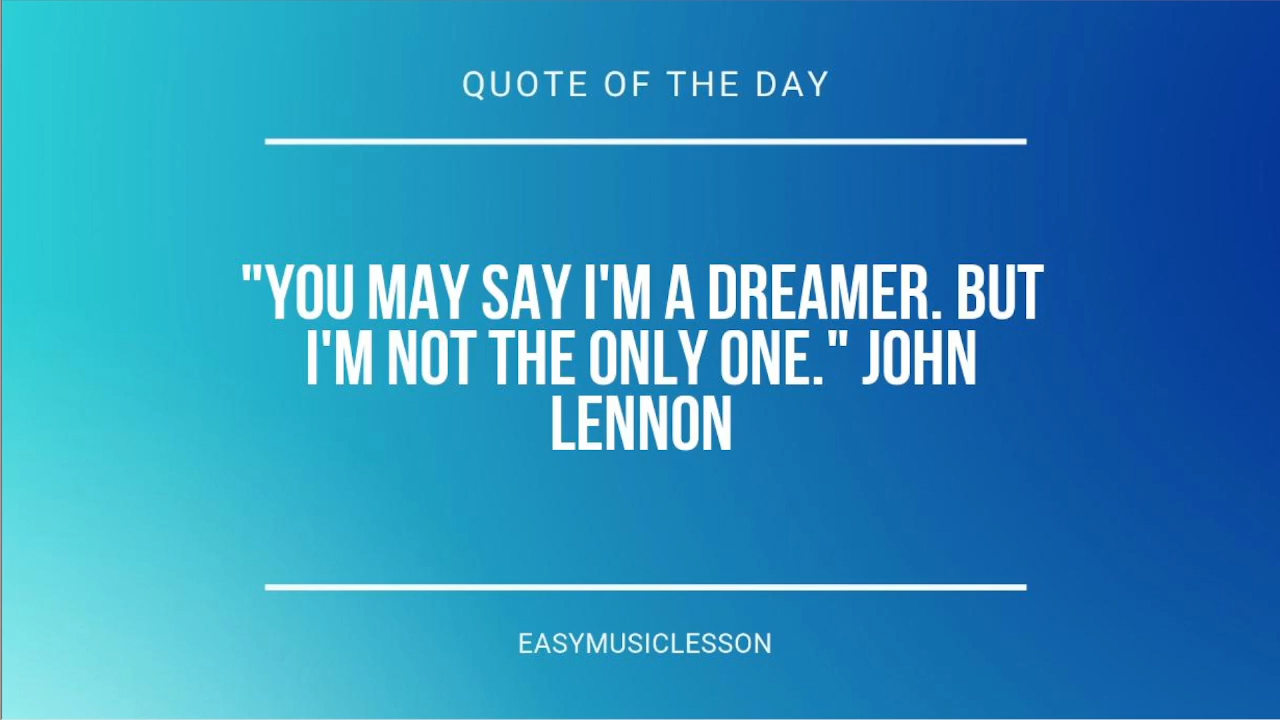 QUOTE OF THE DAY
"YOU MAY SAY I'M A DREAMER. BUT
I'M NOT THE ONLY ONE." JOHN
LENNON
EASYMUSICLESSON